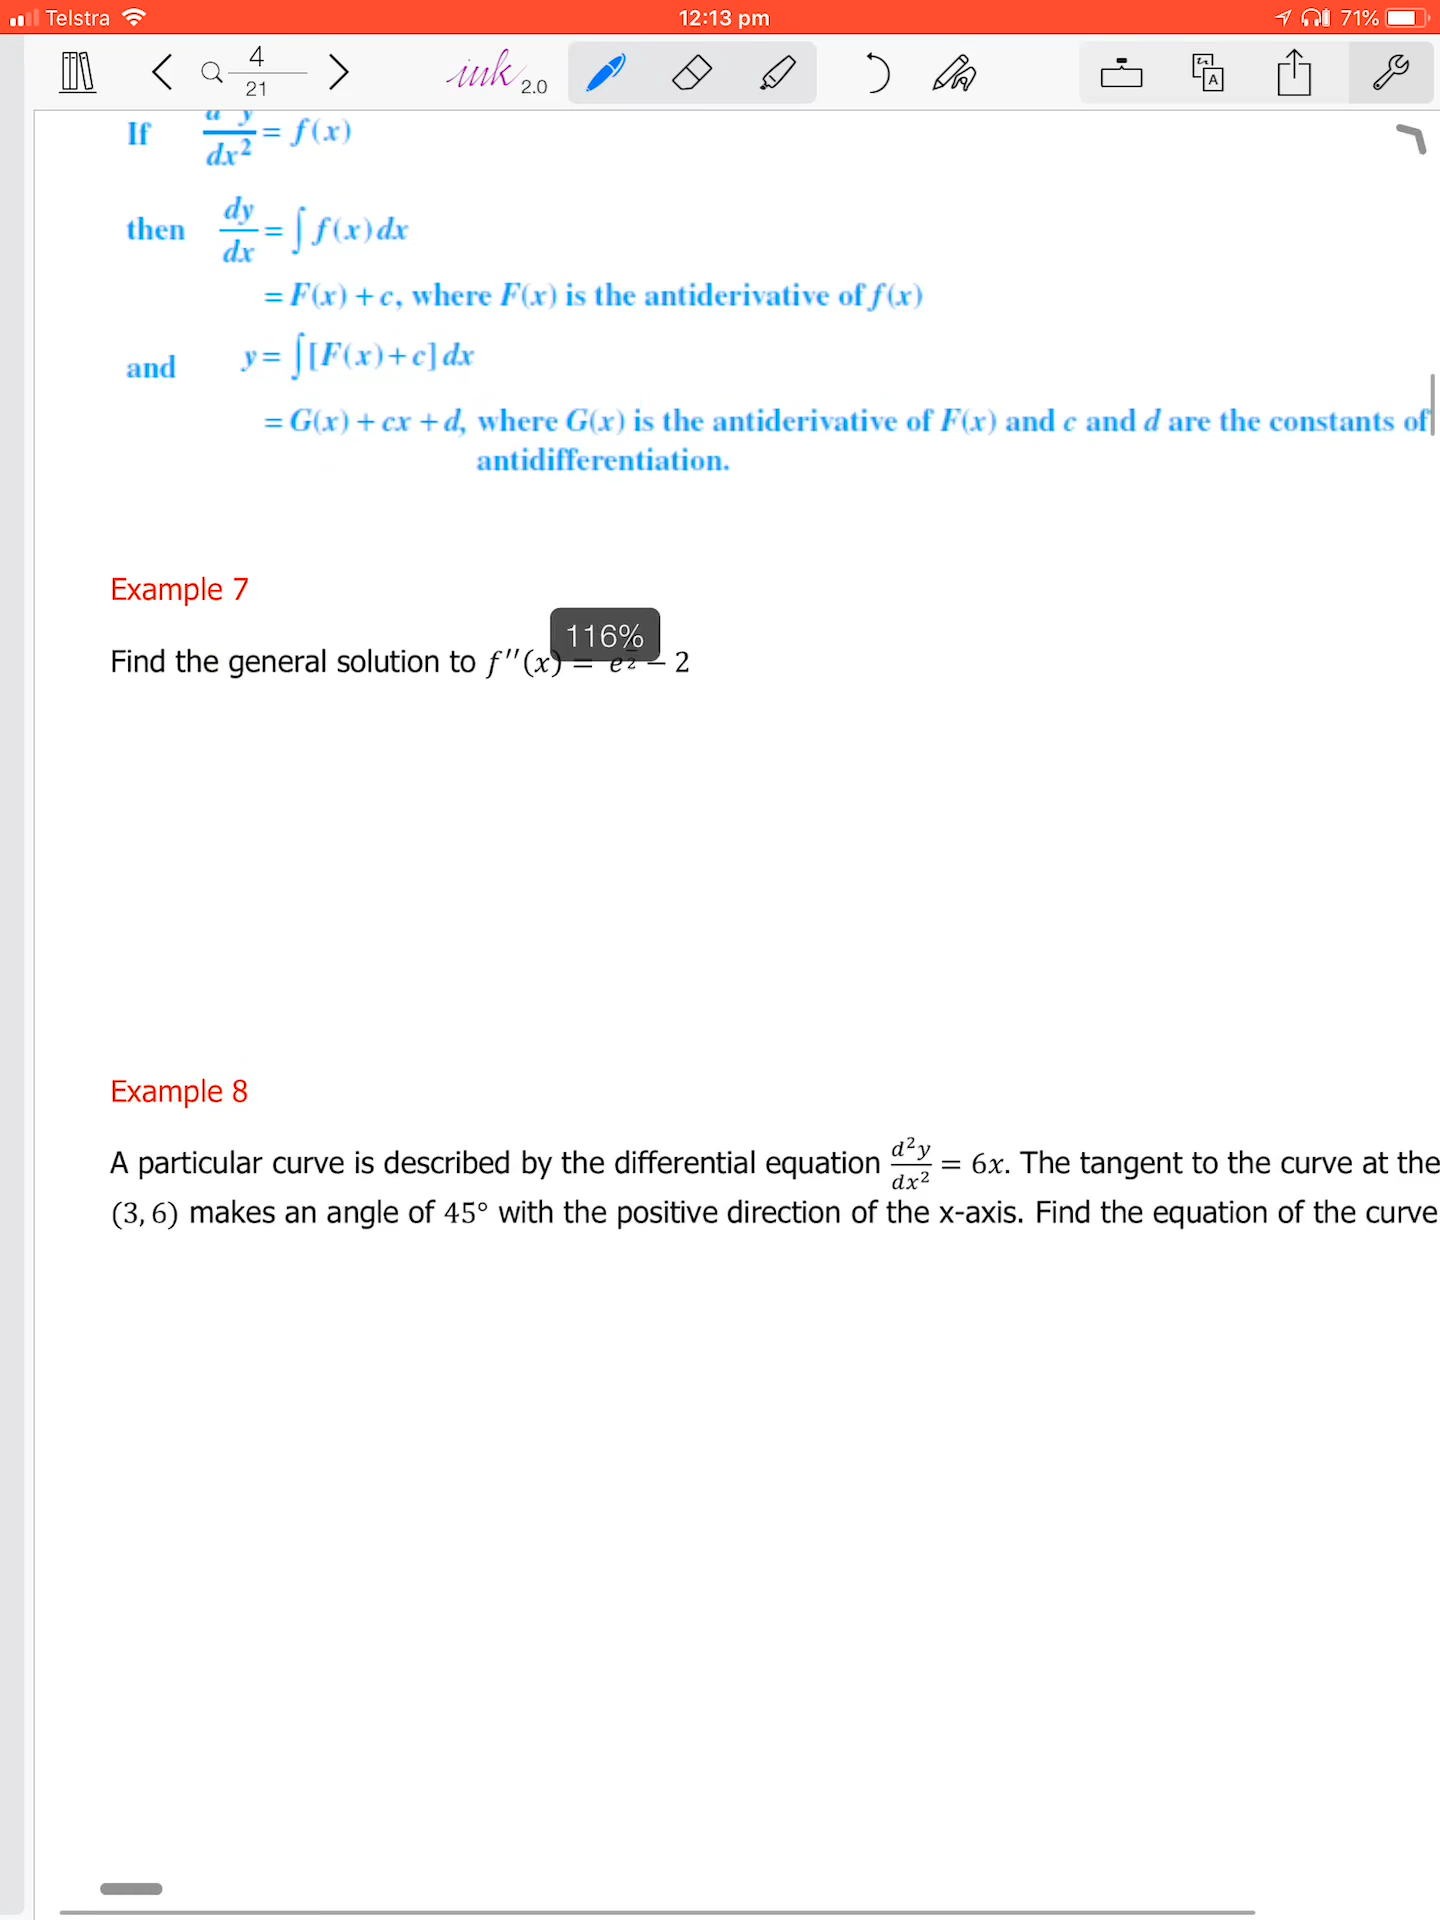 Telstra 12:13 pm 71%
4
21
ink 2.0
A
If d²y/dx² = f(x)
then dy/dx = ∫ f(x) dx
= F(x) + c, where F(x) is the antiderivative of f(x)
and y = ∫ [F(x) + c] dx
= G(x) + cx + d, where G(x) is the antiderivative of F(x) and c and d are the constants of
antidifferentiation.
Example 7
116%
Find the general solution to f′′(x) = e 2 − 2
Example 8
A particular curve is described by the differential equation d²y/dx² = 6x. The tangent to the curve at the
(3, 6) makes an angle of 45° with the positive direction of the x-axis. Find the equation of the curve